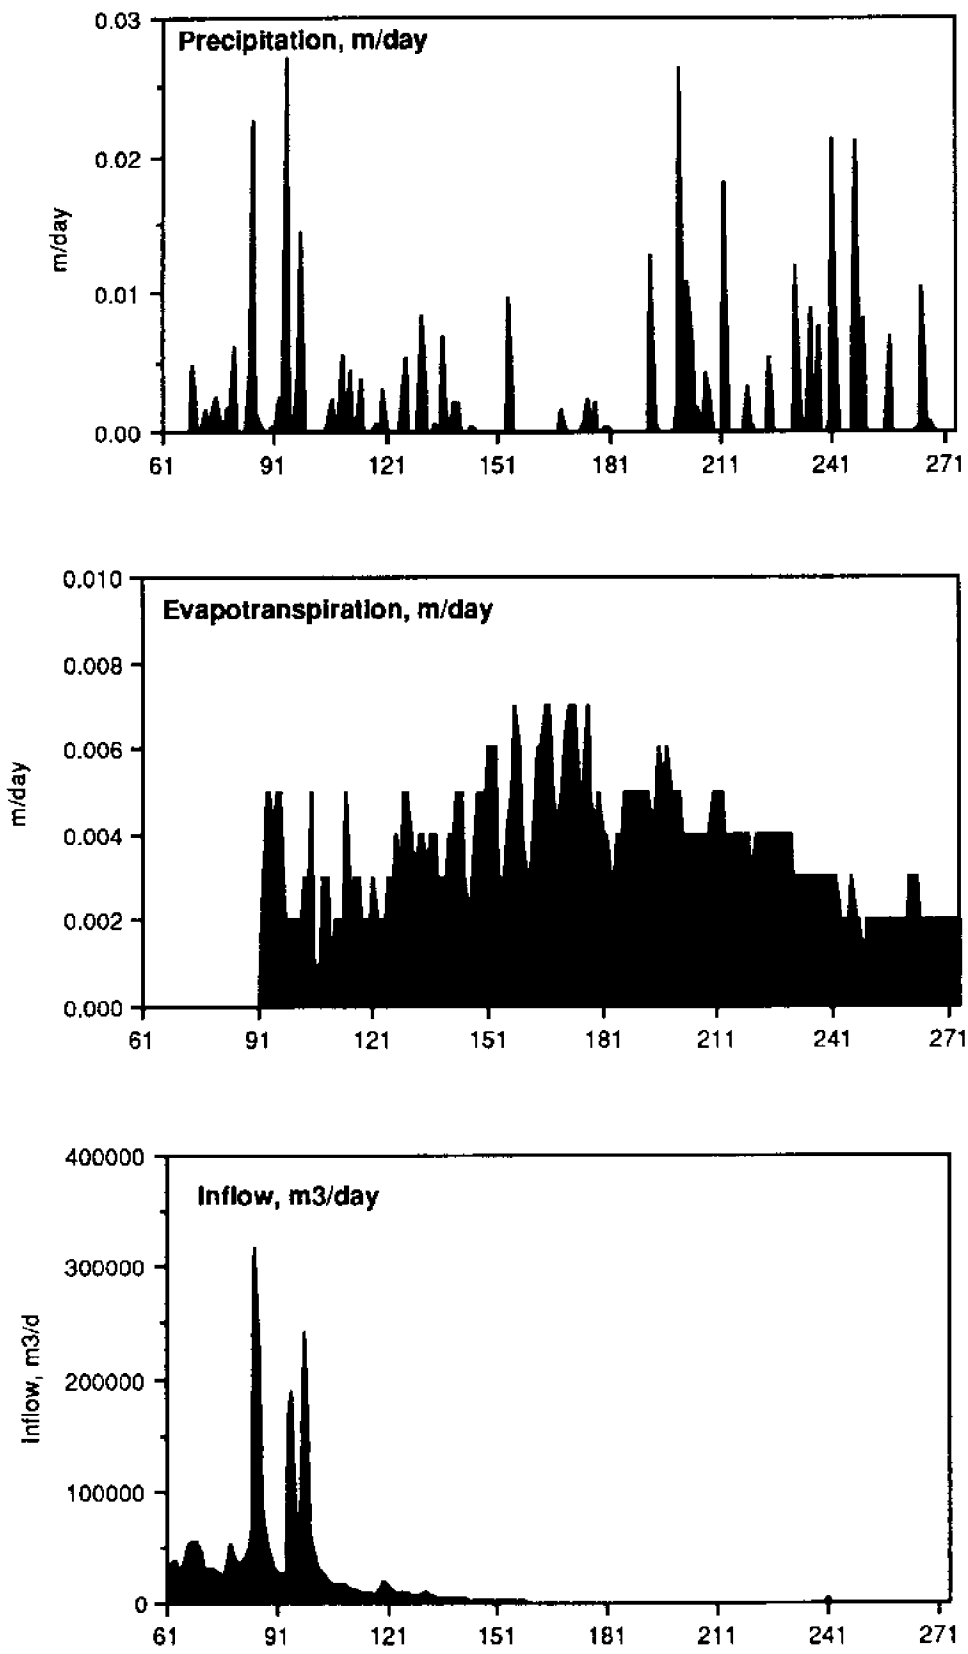 0.03
Precipitation, m/day
0.02
m/day
0.01
0.00
61 91 121 151 181 211 241 271
0.010
Evapotranspiration, m/day
0.008
0.006
m/day
0.004
0.002
0.000
61 91 121 151 181 211 241 271
400000
Inflow, m3/day
300000
Inflow, m3/d
200000
100000
0
61 91 121 151 181 211 241 271